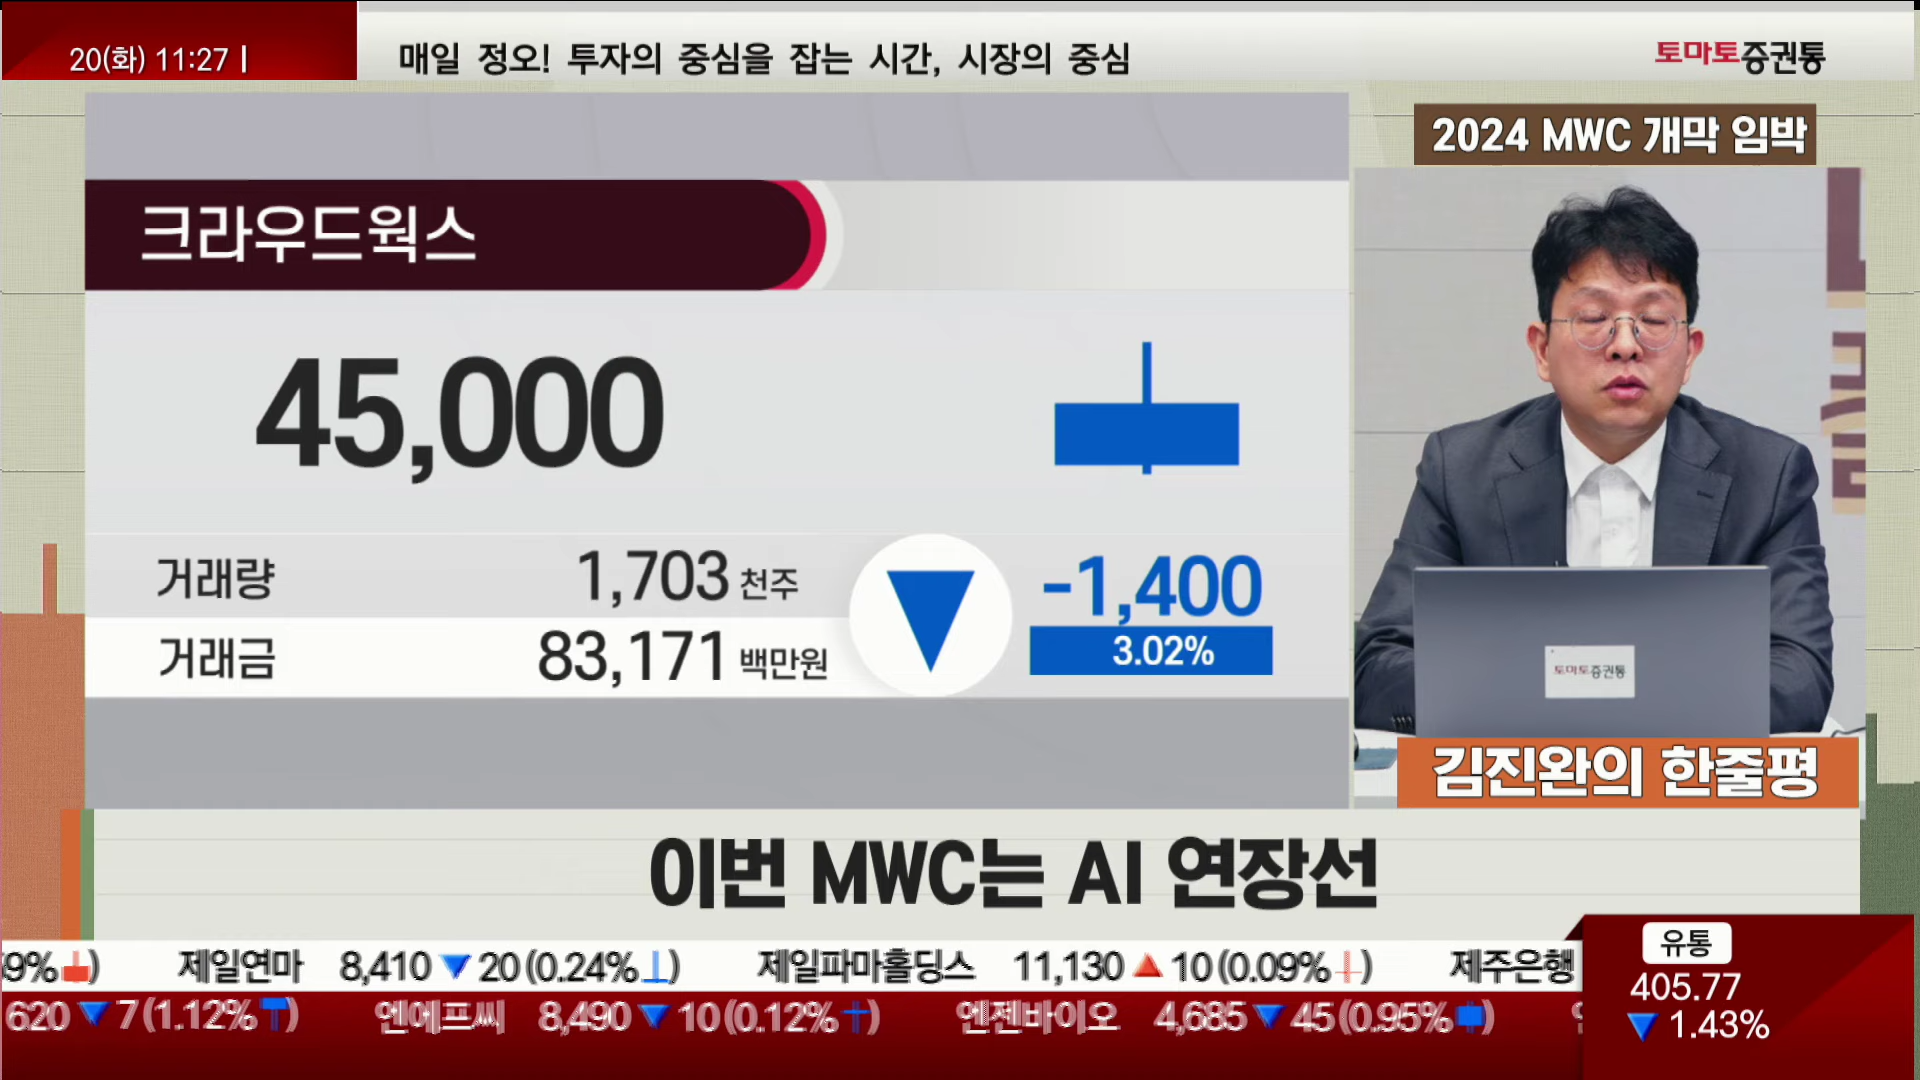 20(화) 11:27
매일 정오! 투자의 중심을 잡는 시간, 시장의 중심
토마토증권통
2024 MWC 개막 임박
크라우드웍스
45,000
거래량 1,703 천주
-1,400
3.02%
거래금 83,171 백만원
토마토증권통
김진완의 한줄평
이번 MWC는 AI 연장선
9%) 제일연마 8,410 ▼ 20 (0.24%) 제일파마홀딩스 11,130 ▲ 10 (0.09%) 제주은행
620 ▼ 7 (1.12%) 엔에프씨 8,490 ▼ 10 (0.12%) 엔젠바이오 4,685 ▼ 45 (0.95%)
유통
405.77
▼ 1.43%